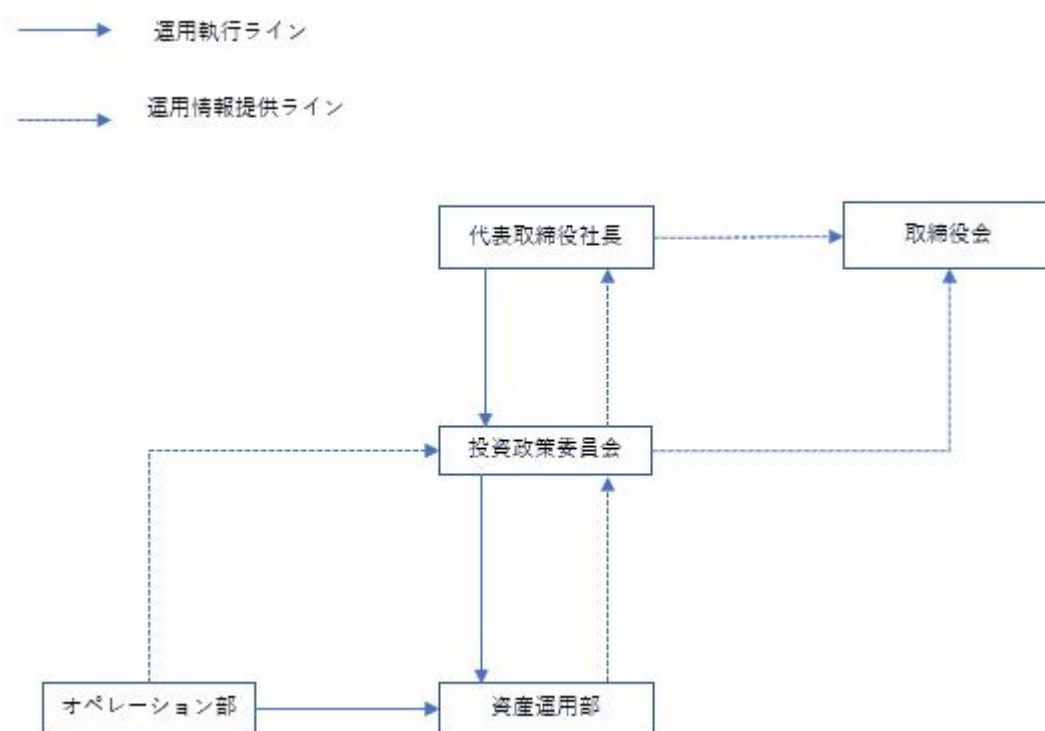 運用執行ライン
運用情報提供ライン
代表取締役社長
取締役会
投資政策委員会
オペレーション部
資産運用部